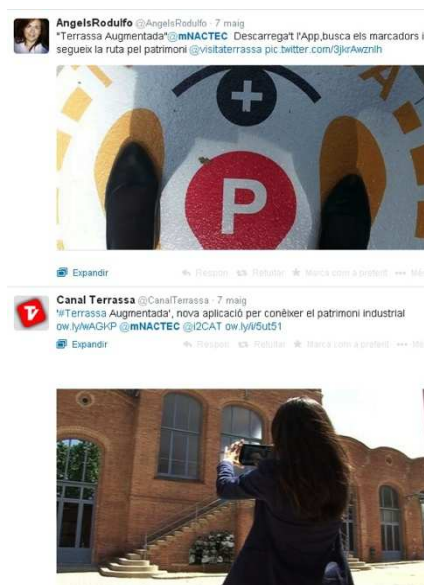 AngelsRodulfo @AngelsRodulfo · 7 maig
"Terrassa Augmentada"@mNACTEC Descarrega't l'App,busca els marcadors i
segueix la ruta pel patrimoni @visitaterrassa pic.twitter.com/3jkrAwznlh
P
Expandir Respon Retuitar Marca com a preferit
Canal Terrassa @CanalTerrassa · 7 maig
'#Terrassa Augmentada', nova aplicació per conèixer el patrimoni industrial
ow.ly/wAGKP @mNACTEC @i2CAT ow.ly/i/5ut51
Expandir Respon Retuitar Marca com a preferit